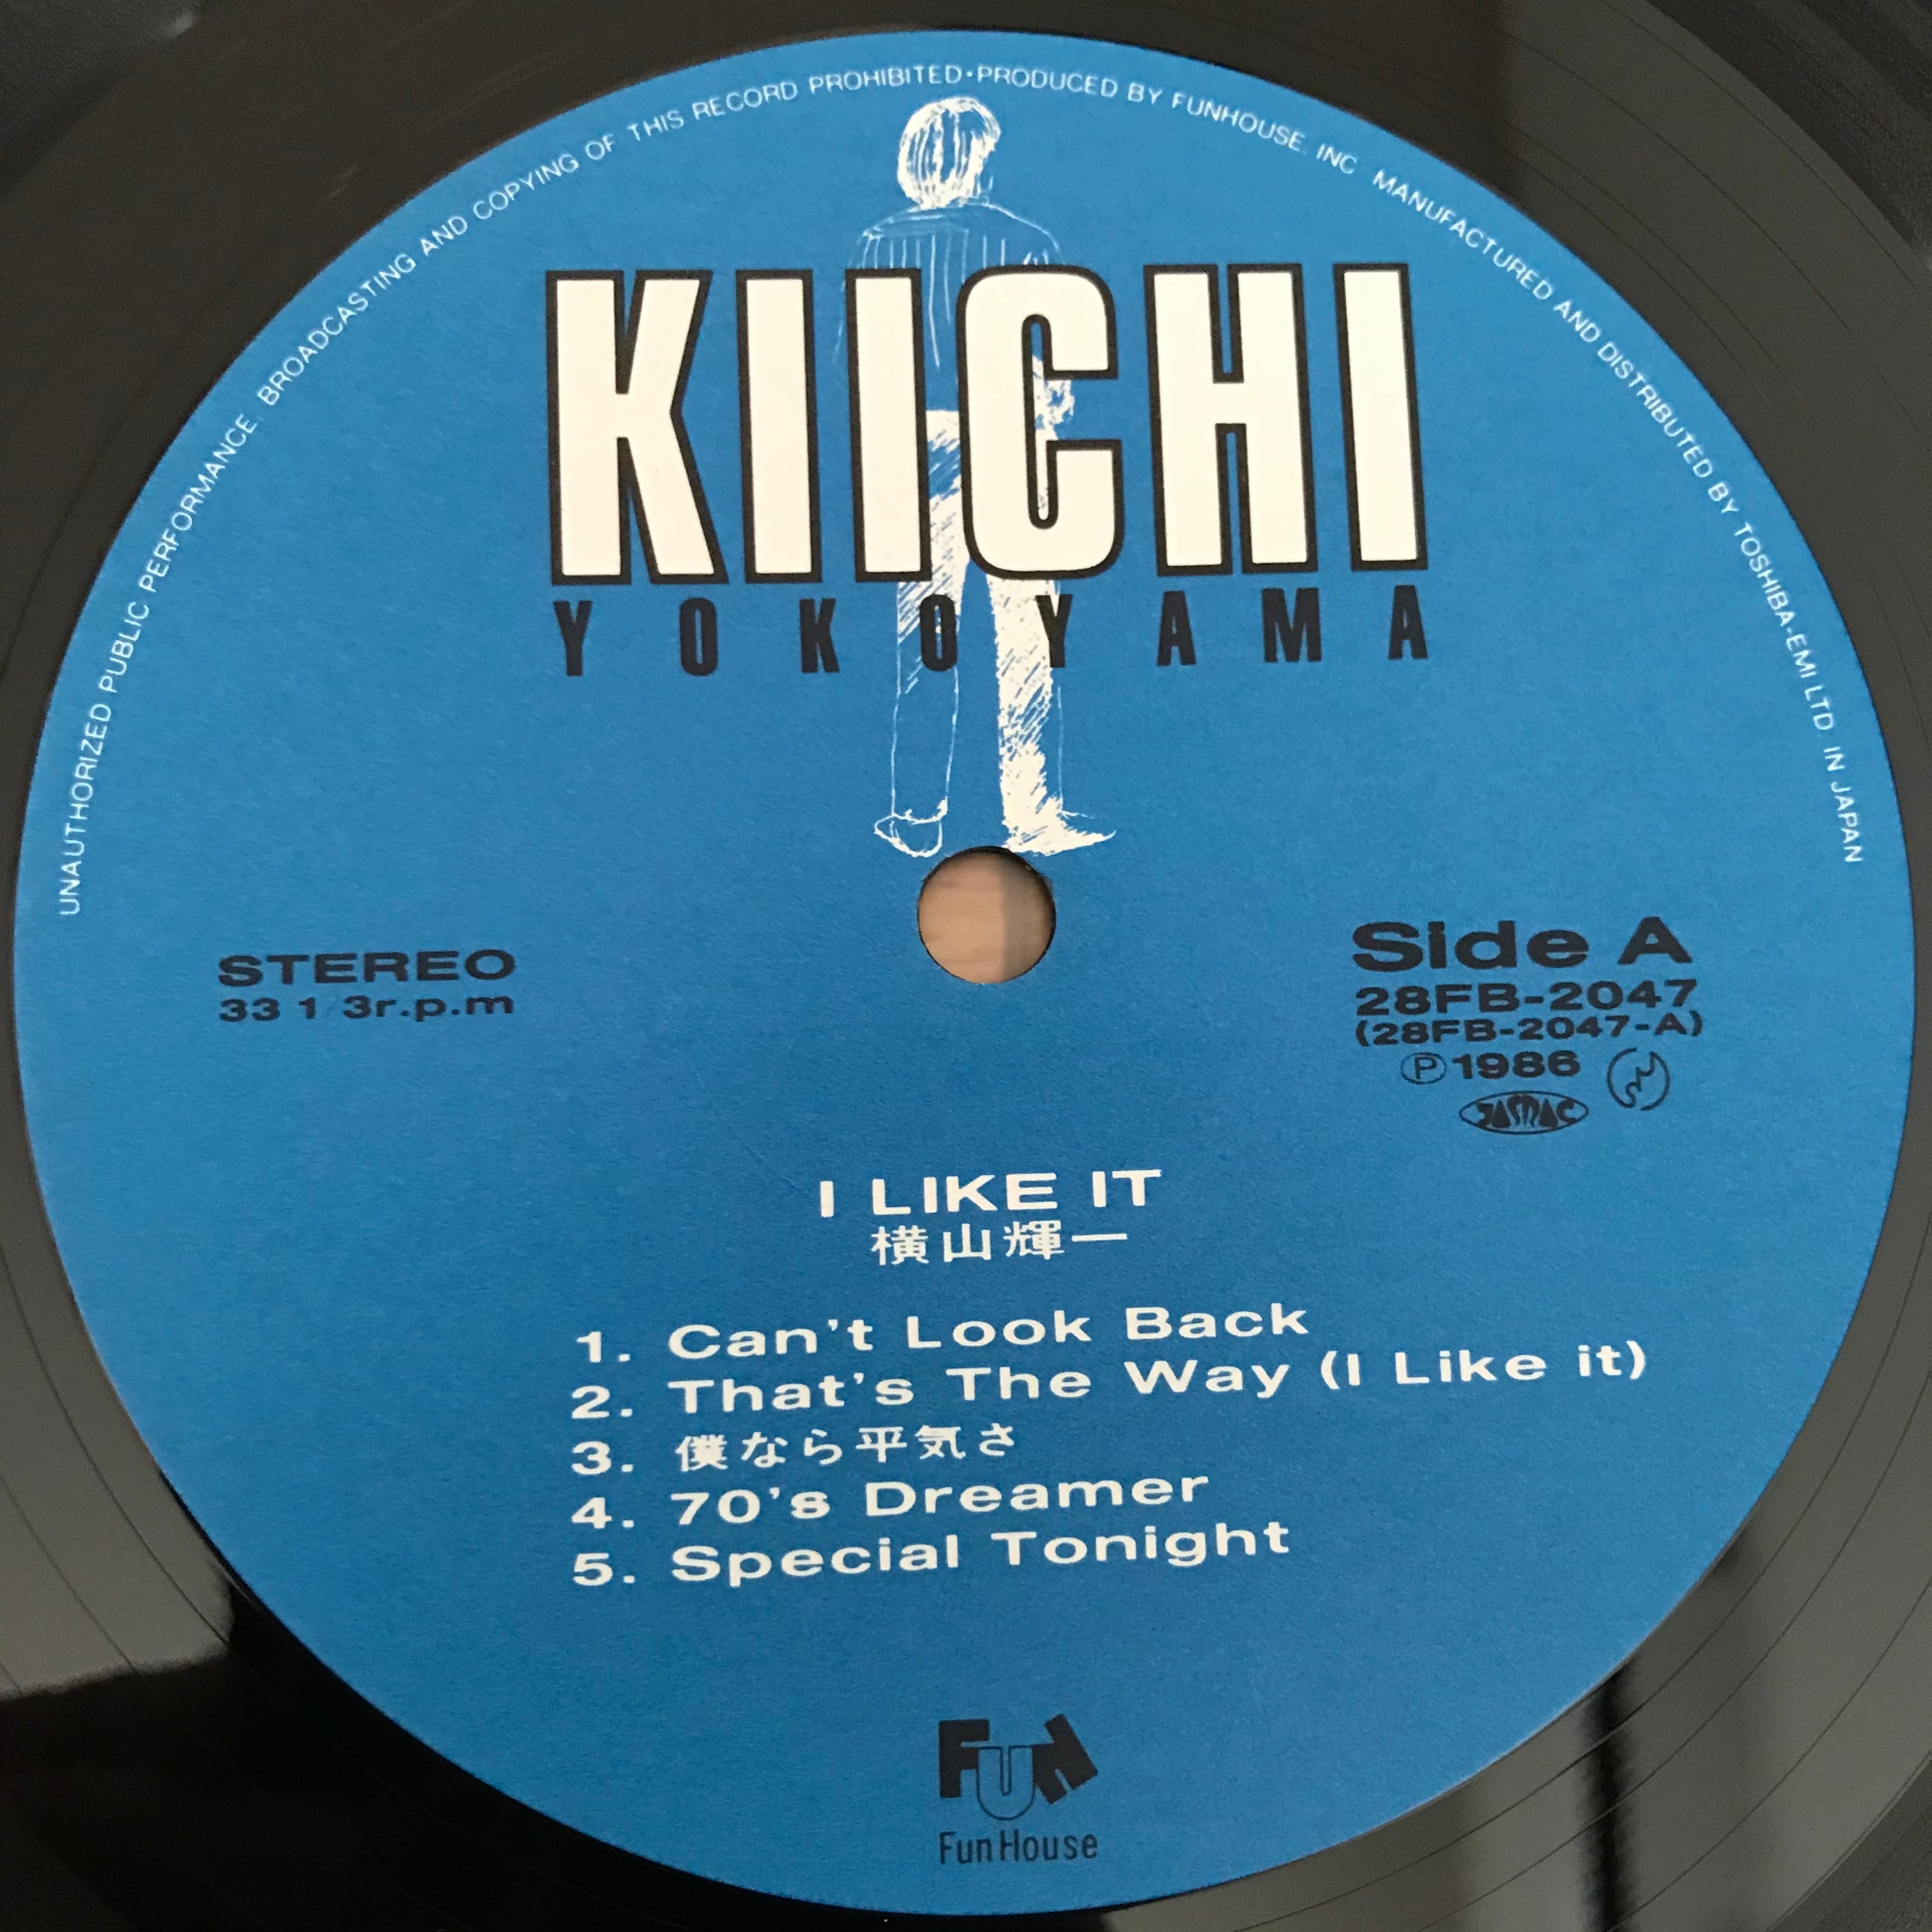 UNAUTHORIZED PUBLIC PERFORMANCE. BROADCASTING AND COPYING OF THIS RECORD PROHIBITED•PRODUCED BY FUNHOUSE. INC. MANUFACTURED AND DISTRIBUTED BY TOSHIBA-EMI LTD. IN JAPAN
KIICHI
YOKOYAMA
STEREO
33 1/3r.p.m
Side A
28FB-2047
(28FB-2047-A)
Ⓟ1986
JASRAC
I LIKE IT
横山輝一
1. Can't Look Back
2. That's The Way (I Like it)
3. 僕なら平気さ
4. 70's Dreamer
5. Special Tonight
FUN
Fun House